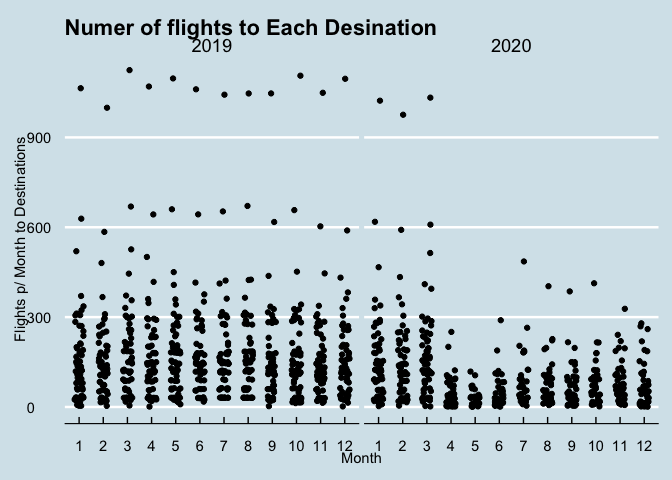 Numer of flights to Each Desination
2019 2020
Flights p/ Month to Destinations
900
600
300
0
1 2 3 4 5 6 7 8 9 10 11 12 1 2 3 4 5 6 7 8 9 10 11 12
Month